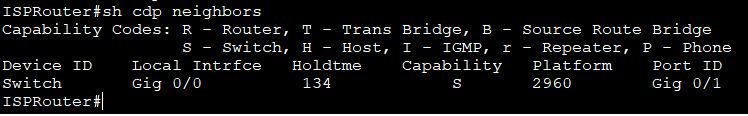 ISPRouter#sh cdp neighbors
Capability Codes: R - Router, T - Trans Bridge, B - Source Route Bridge
                  S - Switch, H - Host, I - IGMP, r - Repeater, P - Phone
Device ID    Local Intrfce   Holdtme    Capability   Platform    Port ID
Switch       Gig 0/0          134            S       2960        Gig 0/1
ISPRouter#